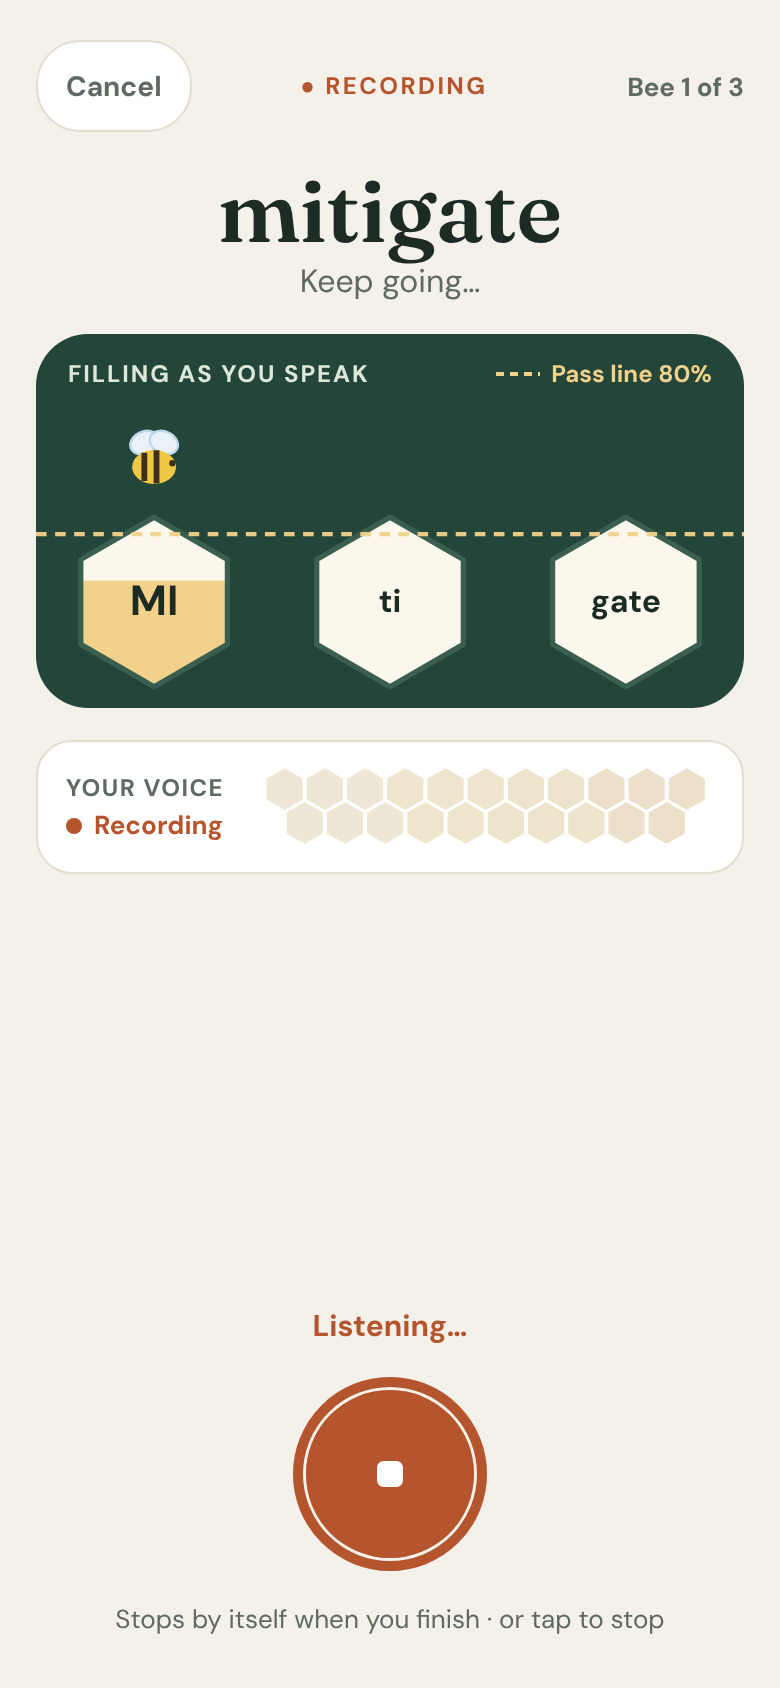 Cancel
• RECORDING
Bee 1 of 3
mitigate
Keep going...
FILLING AS YOU SPEAK
Pass line 80%
MI
ti
gate
YOUR VOICE
Recording
Listening...
Stops by itself when you finish · or tap to stop